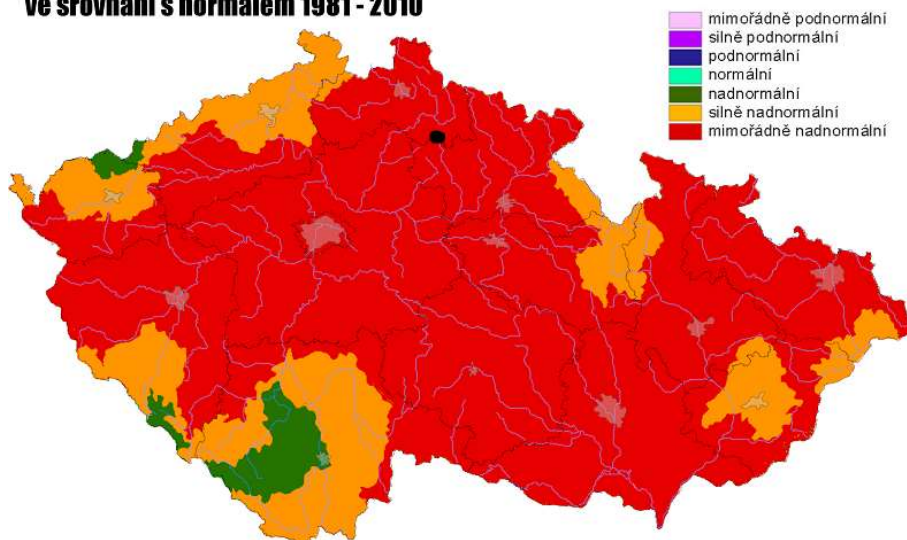 ve srovnání s normálem 1981 - 2010
mimořádně podnormální
silně podnormální
podnormální
normální
nadnormální
silně nadnormální
mimořádně nadnormální